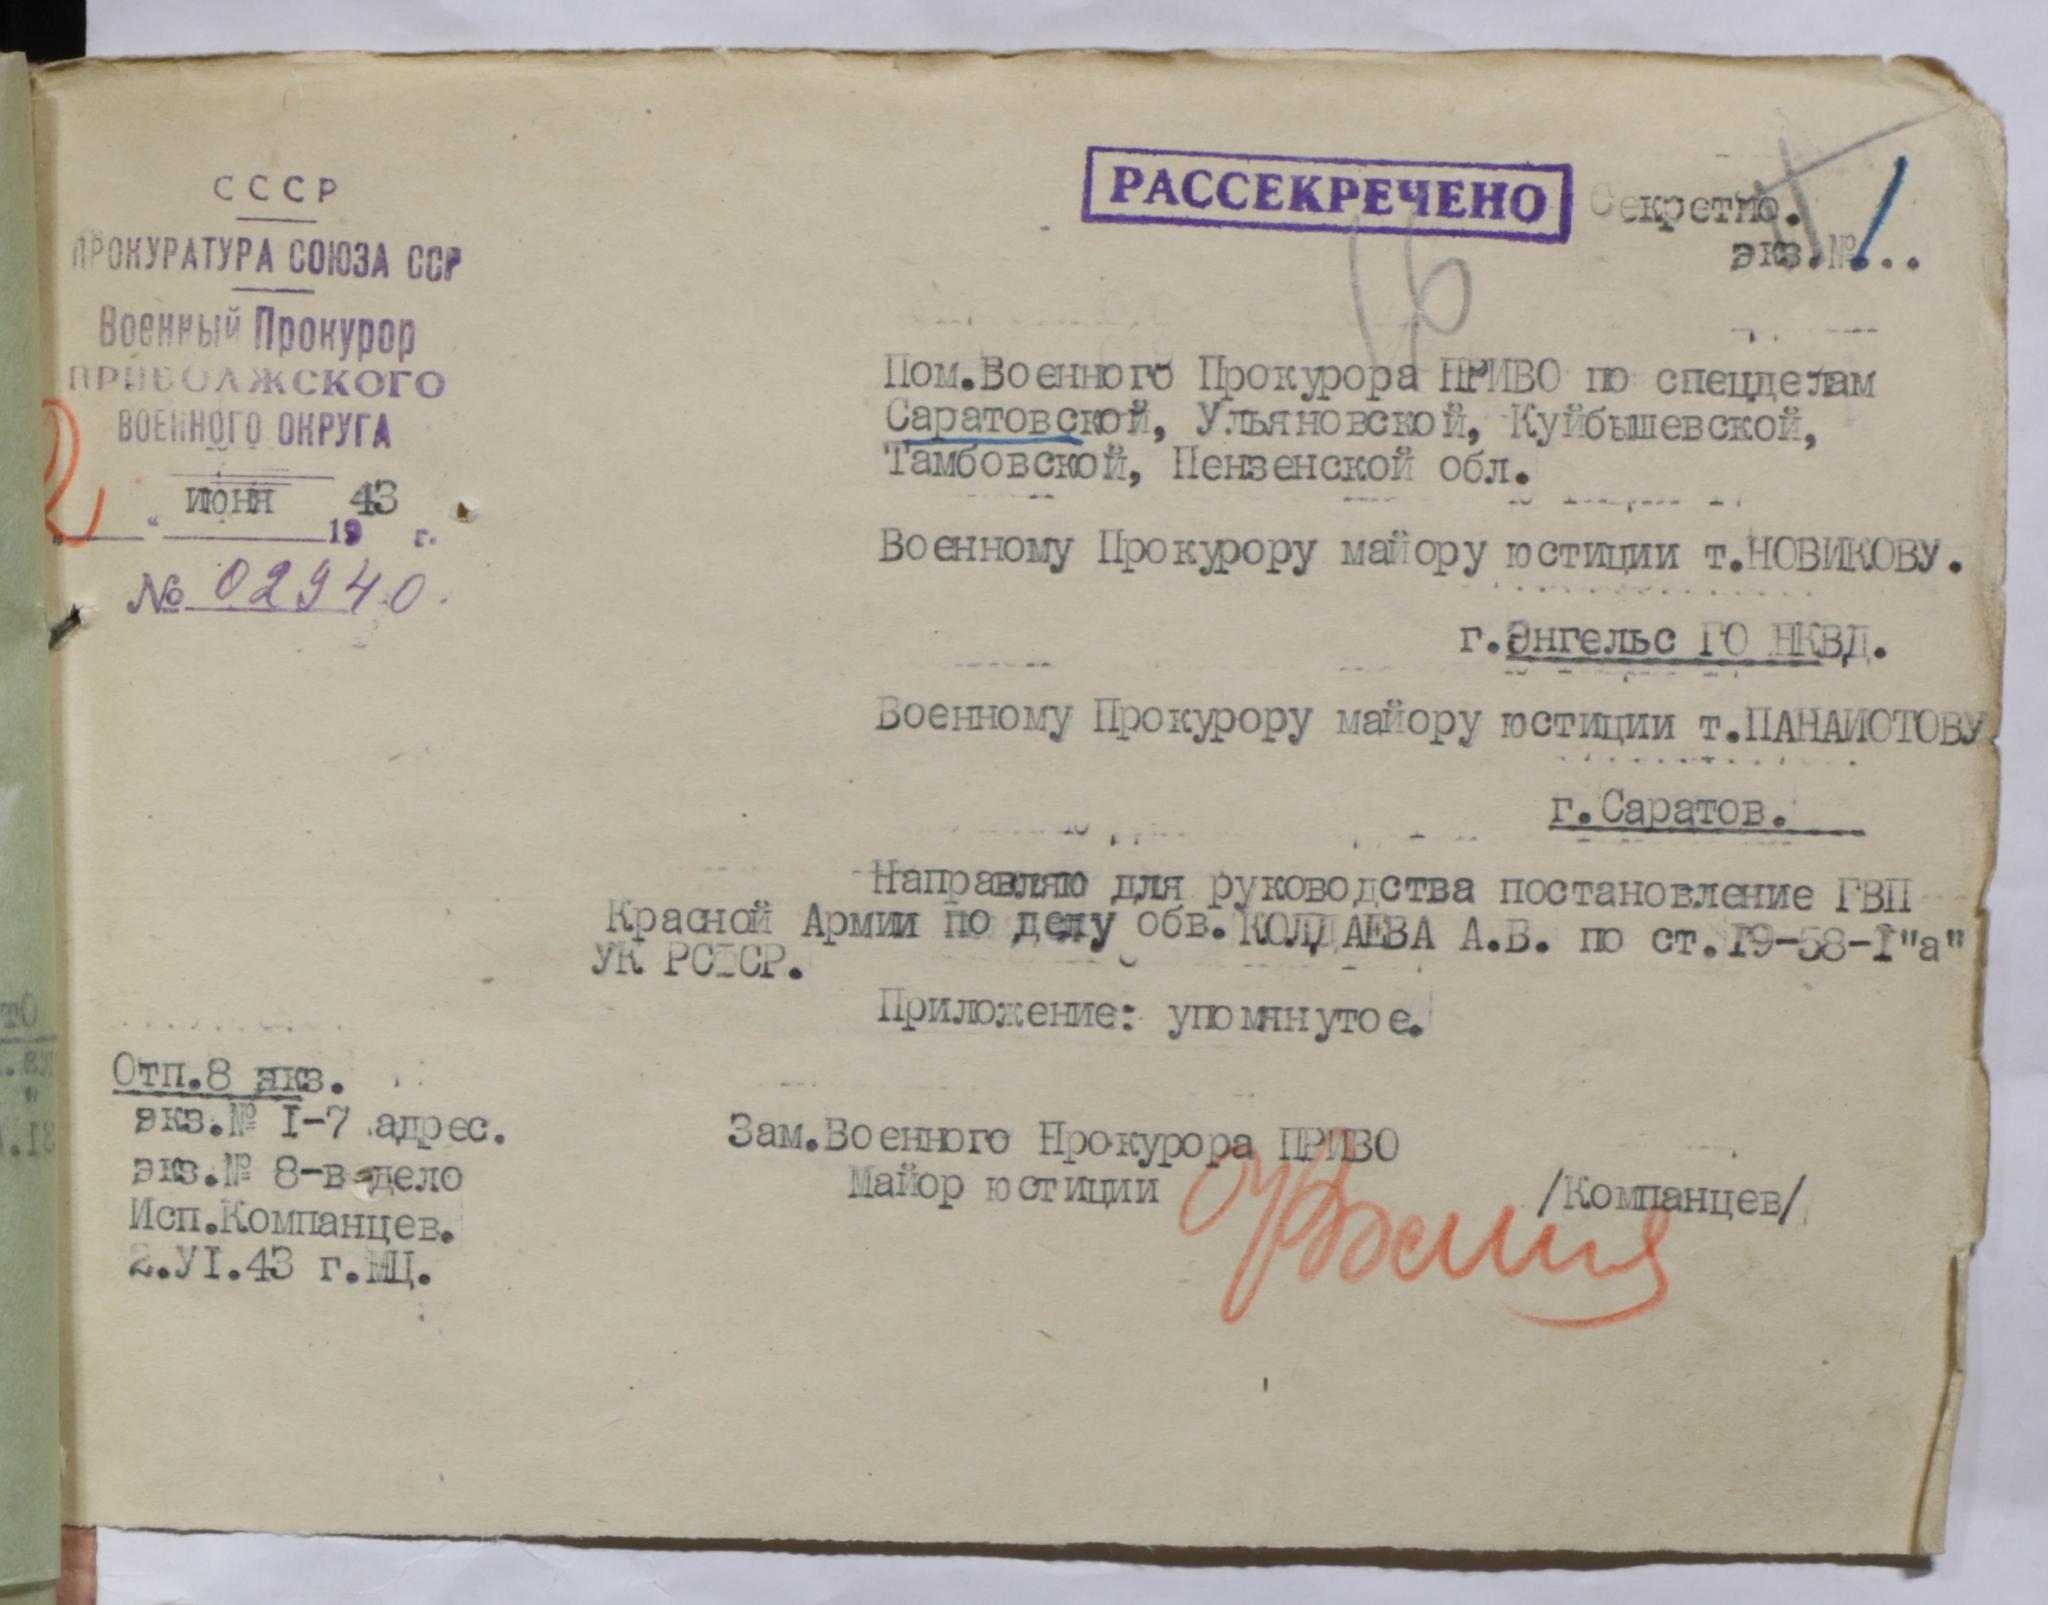 СССР
ПРОКУРАТУРА СОЮЗА ССР
Военный Прокурор
ПРИВОЛЖСКОГО
ВОЕННОГО ОКРУГА
2 июня 43
" " 19 г.
№ 02940.
РАССЕКРЕЧЕНО
Секретно.
экз.№ 1...
16
Пом.Военного Прокурора ПРИВО по спецделам
Саратовской, Ульяновской, Куйбышевской,
Тамбовской, Пензенской обл.
Военному Прокурору майору юстиции т.НОВИКОВУ.
г.Энгельс ГО НКВД.
Военному Прокурору майору юстиции т.ПАНАИОТОВУ
г.Саратов.
Направляю для руководства постановление ГВП
Красной Армии по делу обв.КОЛДАЕВА А.В. по ст.I9-58-I"а"
УК РСФСР.
Приложение: упомянутое.
Отп.8 экз.
экз.№ I-7 адрес.
экз.№ 8-в дело
Исп.Компанцев.
2.УI.43 г.МЦ.
Зам.Военного Прокурора ПРИВО
Майор юстиции /Компанцев/